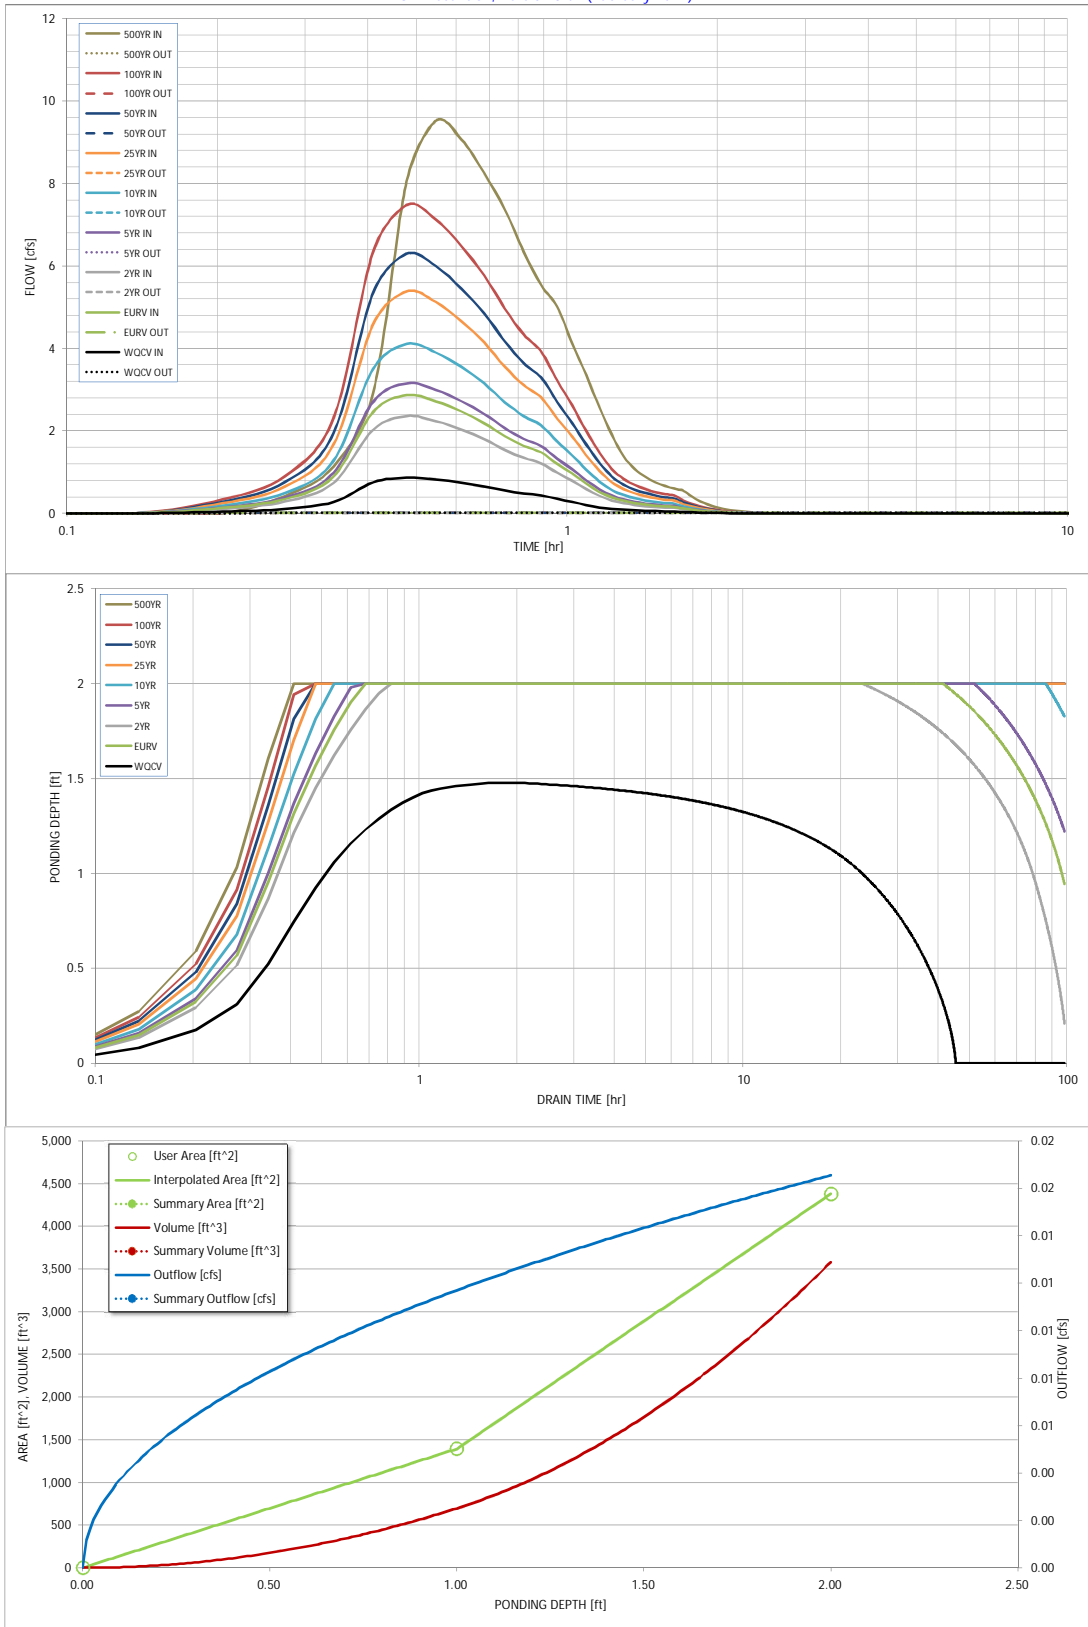 12
10
8
6
4
2
0
FLOW [cfs]
500YR IN
500YR OUT
100YR IN
100YR OUT
50YR IN
50YR OUT
25YR IN
25YR OUT
10YR IN
10YR OUT
5YR IN
5YR OUT
2YR IN
2YR OUT
EURV IN
EURV OUT
WQCV IN
WQCV OUT
0.1
1
10
TIME [hr]
2.5
2
1.5
1
0.5
0
PONDING DEPTH [ft]
500YR
100YR
50YR
25YR
10YR
5YR
2YR
EURV
WQCV
0.1
1
10
100
DRAIN TIME [hr]
5,000
4,500
4,000
3,500
3,000
2,500
2,000
1,500
1,000
500
0
AREA [ft^2], VOLUME [ft^3]
User Area [ft^2]
Interpolated Area [ft^2]
Summary Area [ft^2]
Volume [ft^3]
Summary Volume [ft^3]
Outflow [cfs]
Summary Outflow [cfs]
0.02
0.02
0.01
0.01
0.01
0.01
0.01
0.00
0.00
0.00
OUTFLOW [cfs]
0.00
0.50
1.00
1.50
2.00
2.50
PONDING DEPTH [ft]